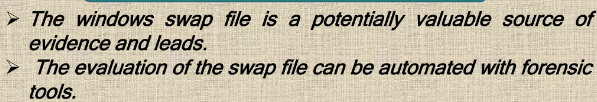 ➢ The windows swap file is a potentially valuable source of
evidence and leads.
➢ The evaluation of the swap file can be automated with forensic
tools.